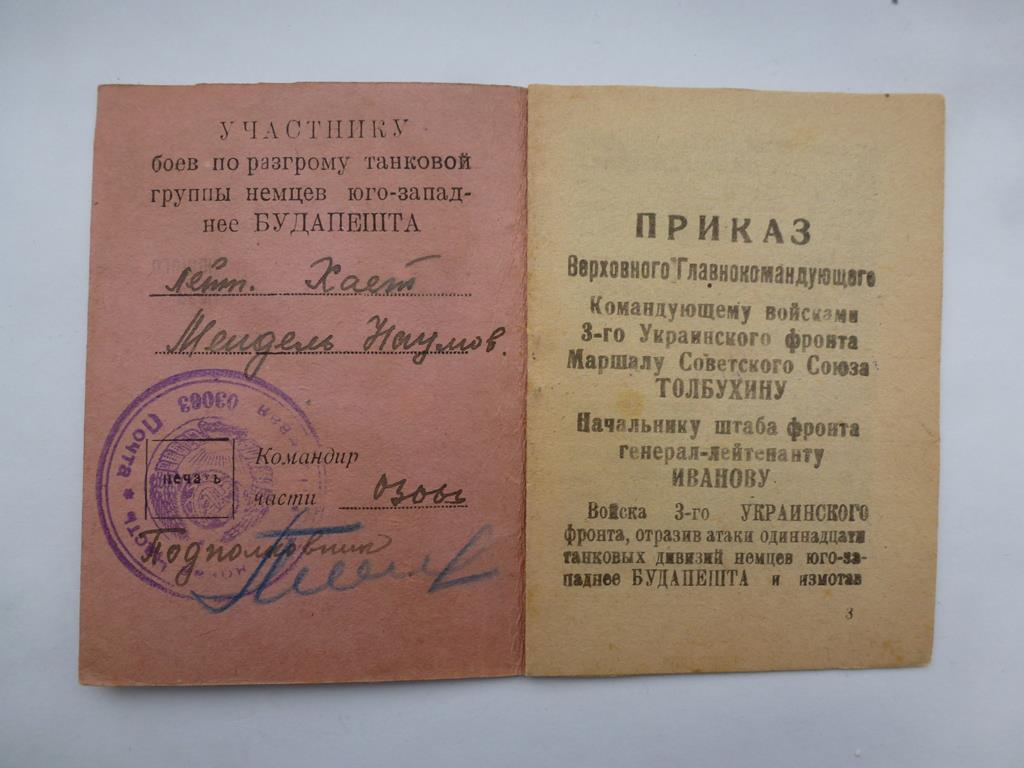 УЧАСТНИКУ
боев по разгрому танковой
группы немцев юго-запад-
нее БУДАПЕШТА
лейт. Хает
Мендель Наумов.
Почта
03063
печать
Командир
части
Подполковник
ПРИКАЗ
Верховного Главнокомандующего
Командующему войсками
3-го Украинского фронта
Маршалу Советского Союза
ТОЛБУХИНУ
Начальнику штаба фронта
генерал-лейтенанту
ИВАНОВУ
Войска 3-го УКРАИНСКОГО
фронта, отразив атаки одиннадцати
танковых дивизий немцев юго-за-
паднее БУДАПЕШТА и измотав
3